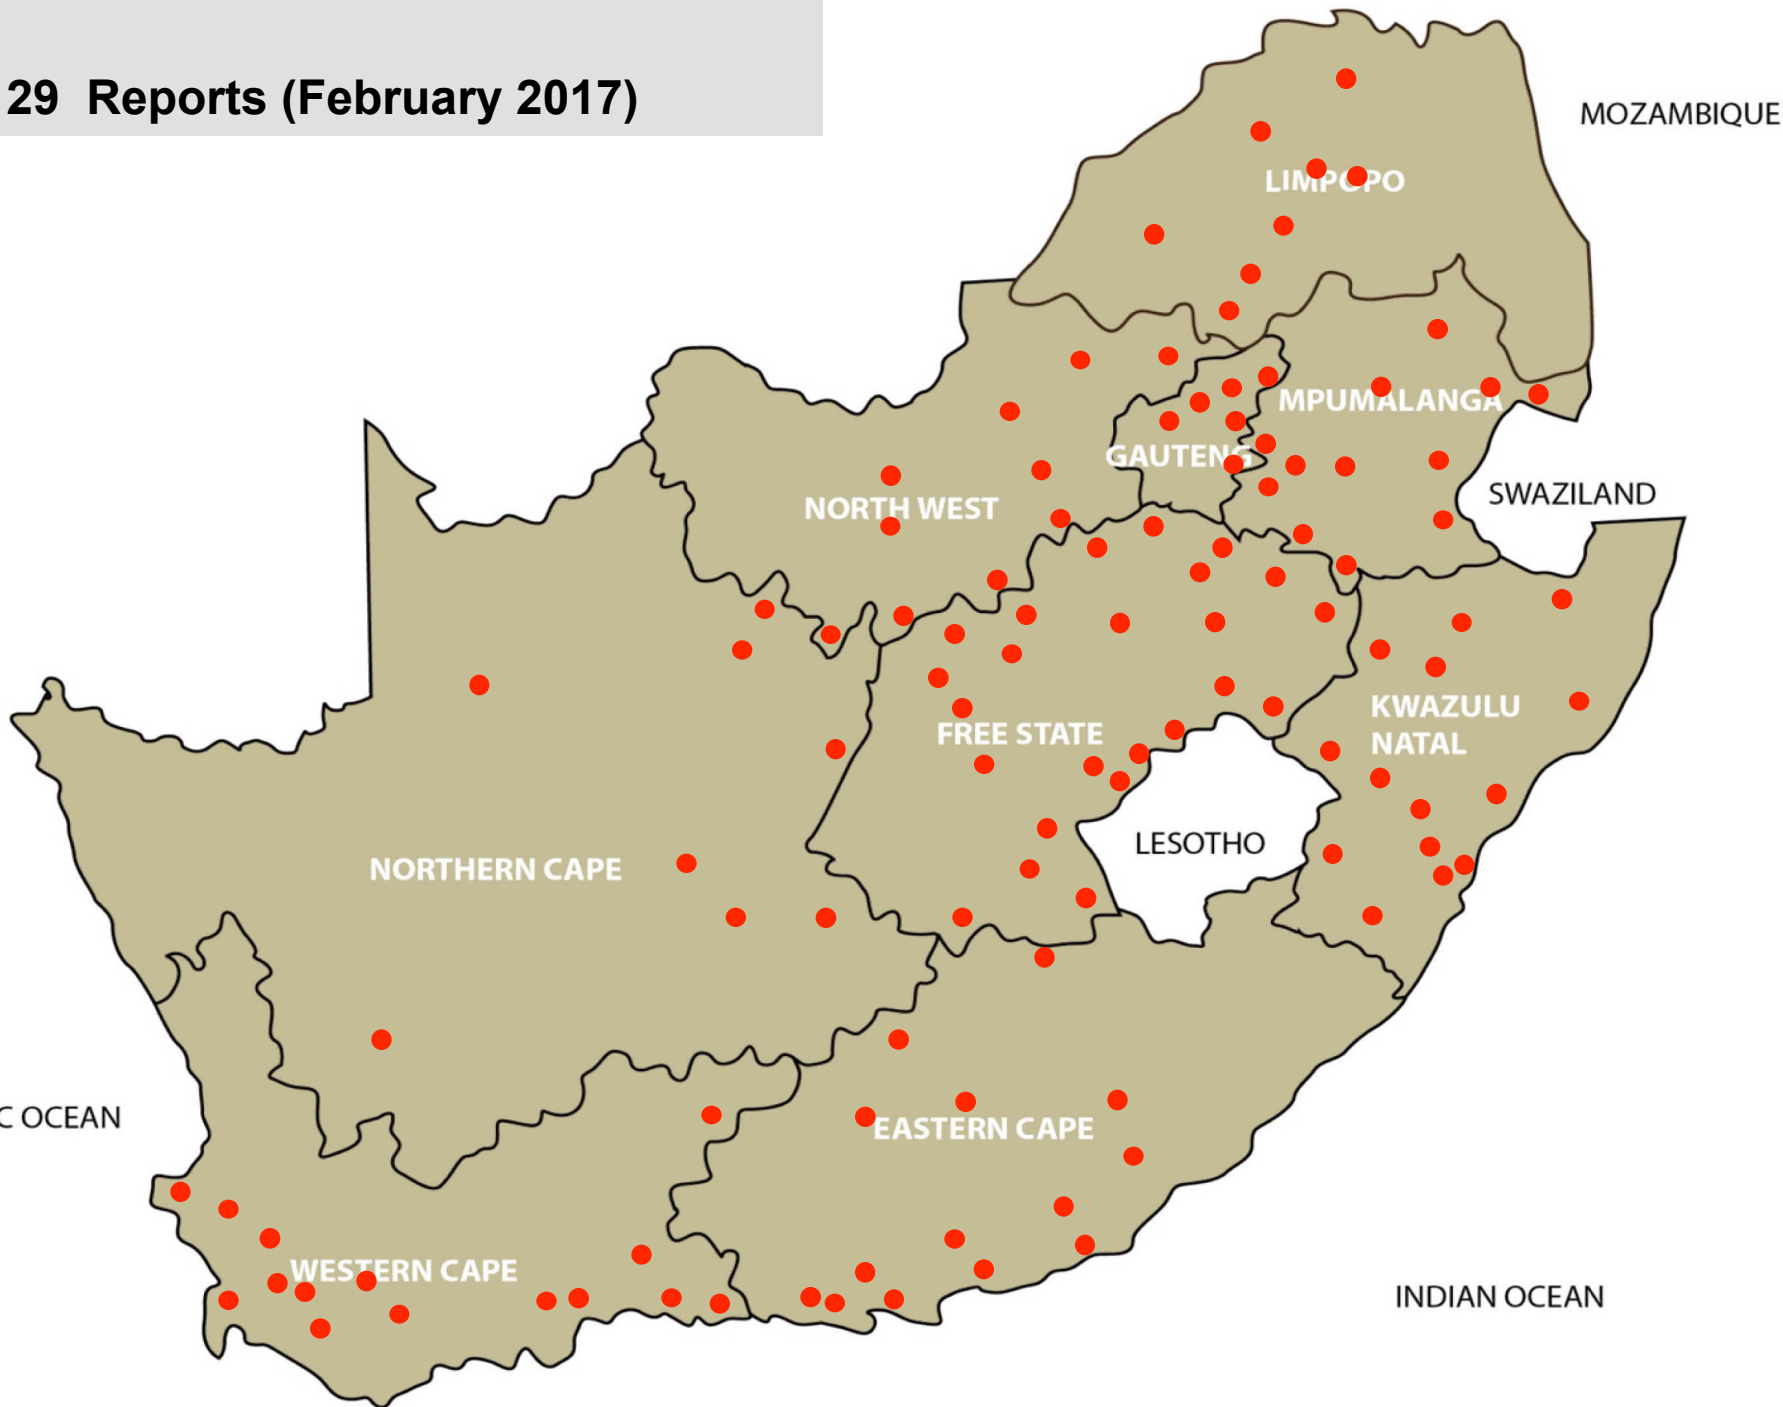 29 Reports (February 2017)
MOZAMBIQUE
LIMPOPO
MPUMALANGA
GAUTENG
SWAZILAND
NORTH WEST
KWAZULU
NATAL
FREE STATE
LESOTHO
NORTHERN CAPE
C OCEAN
EASTERN CAPE
WESTERN CAPE
INDIAN OCEAN